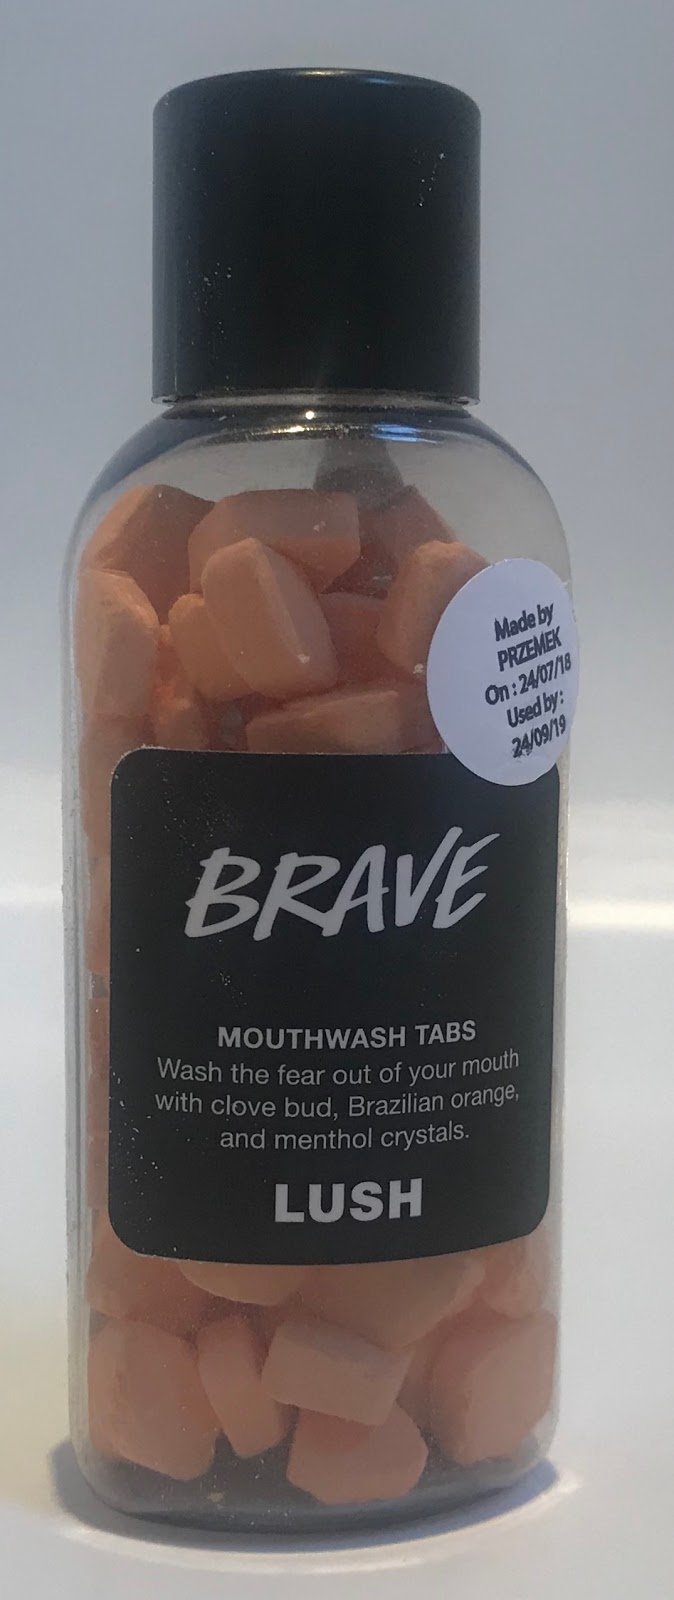 Made by
PRZEMEK
On : 24/07/18
Used by :
24/09/19
BRAVE
MOUTHWASH TABS
Wash the fear out of your mouth
with clove bud, Brazilian orange,
and menthol crystals.
LUSH